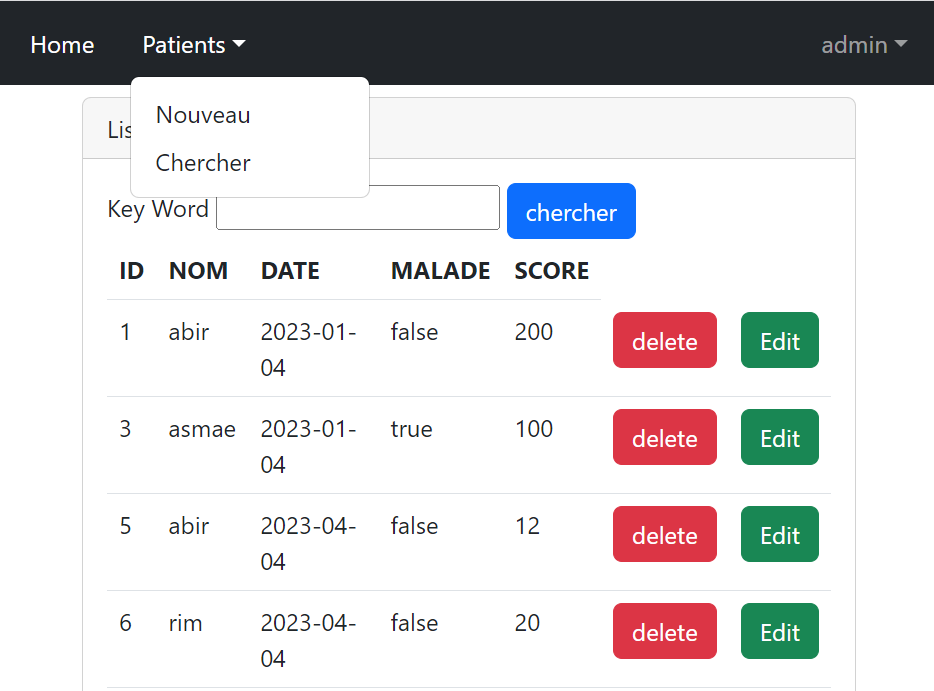 Home Patients admin
Nouveau
Chercher
Key Word chercher
ID NOM DATE MALADE SCORE
1 abir 2023-01- false 200 delete Edit
04
3 asmae 2023-01- true 100 delete Edit
04
5 abir 2023-04- false 12 delete Edit
04
6 rim 2023-04- false 20 delete Edit
04